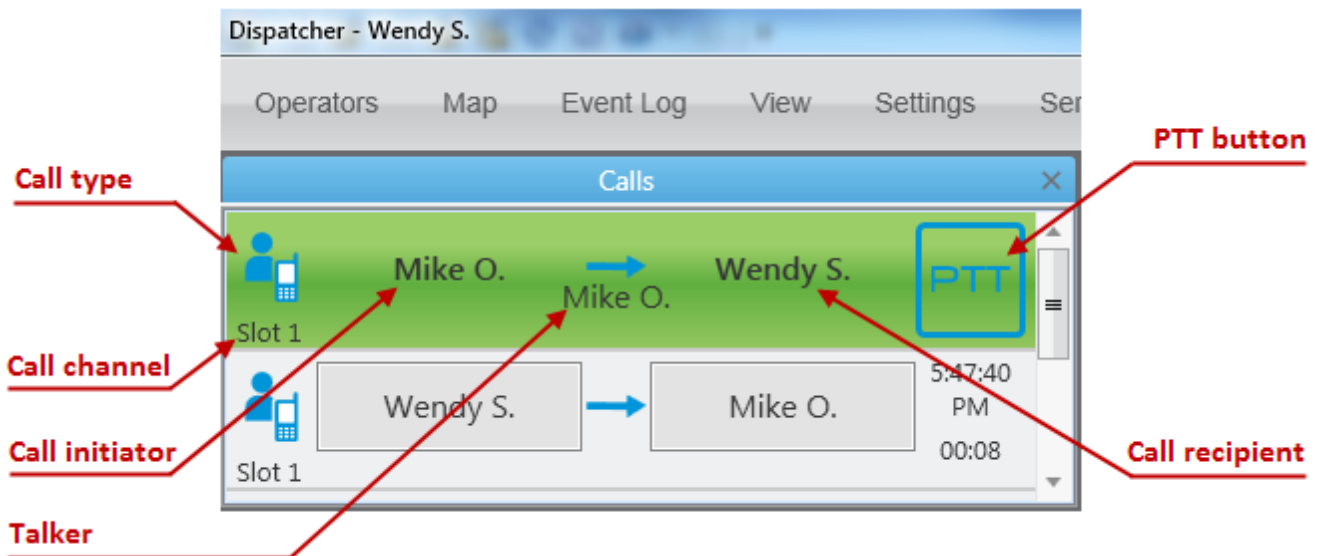 Dispatcher - Wendy S.
Operators Map Event Log View Settings Ser
PTT button
Call type
Calls
Mike O. Wendy S. PTT
Mike O.
Slot 1
Call channel
5:47:40
Wendy S. Mike O. PM
Call initiator
00:08
Call recipient
Slot 1
Talker